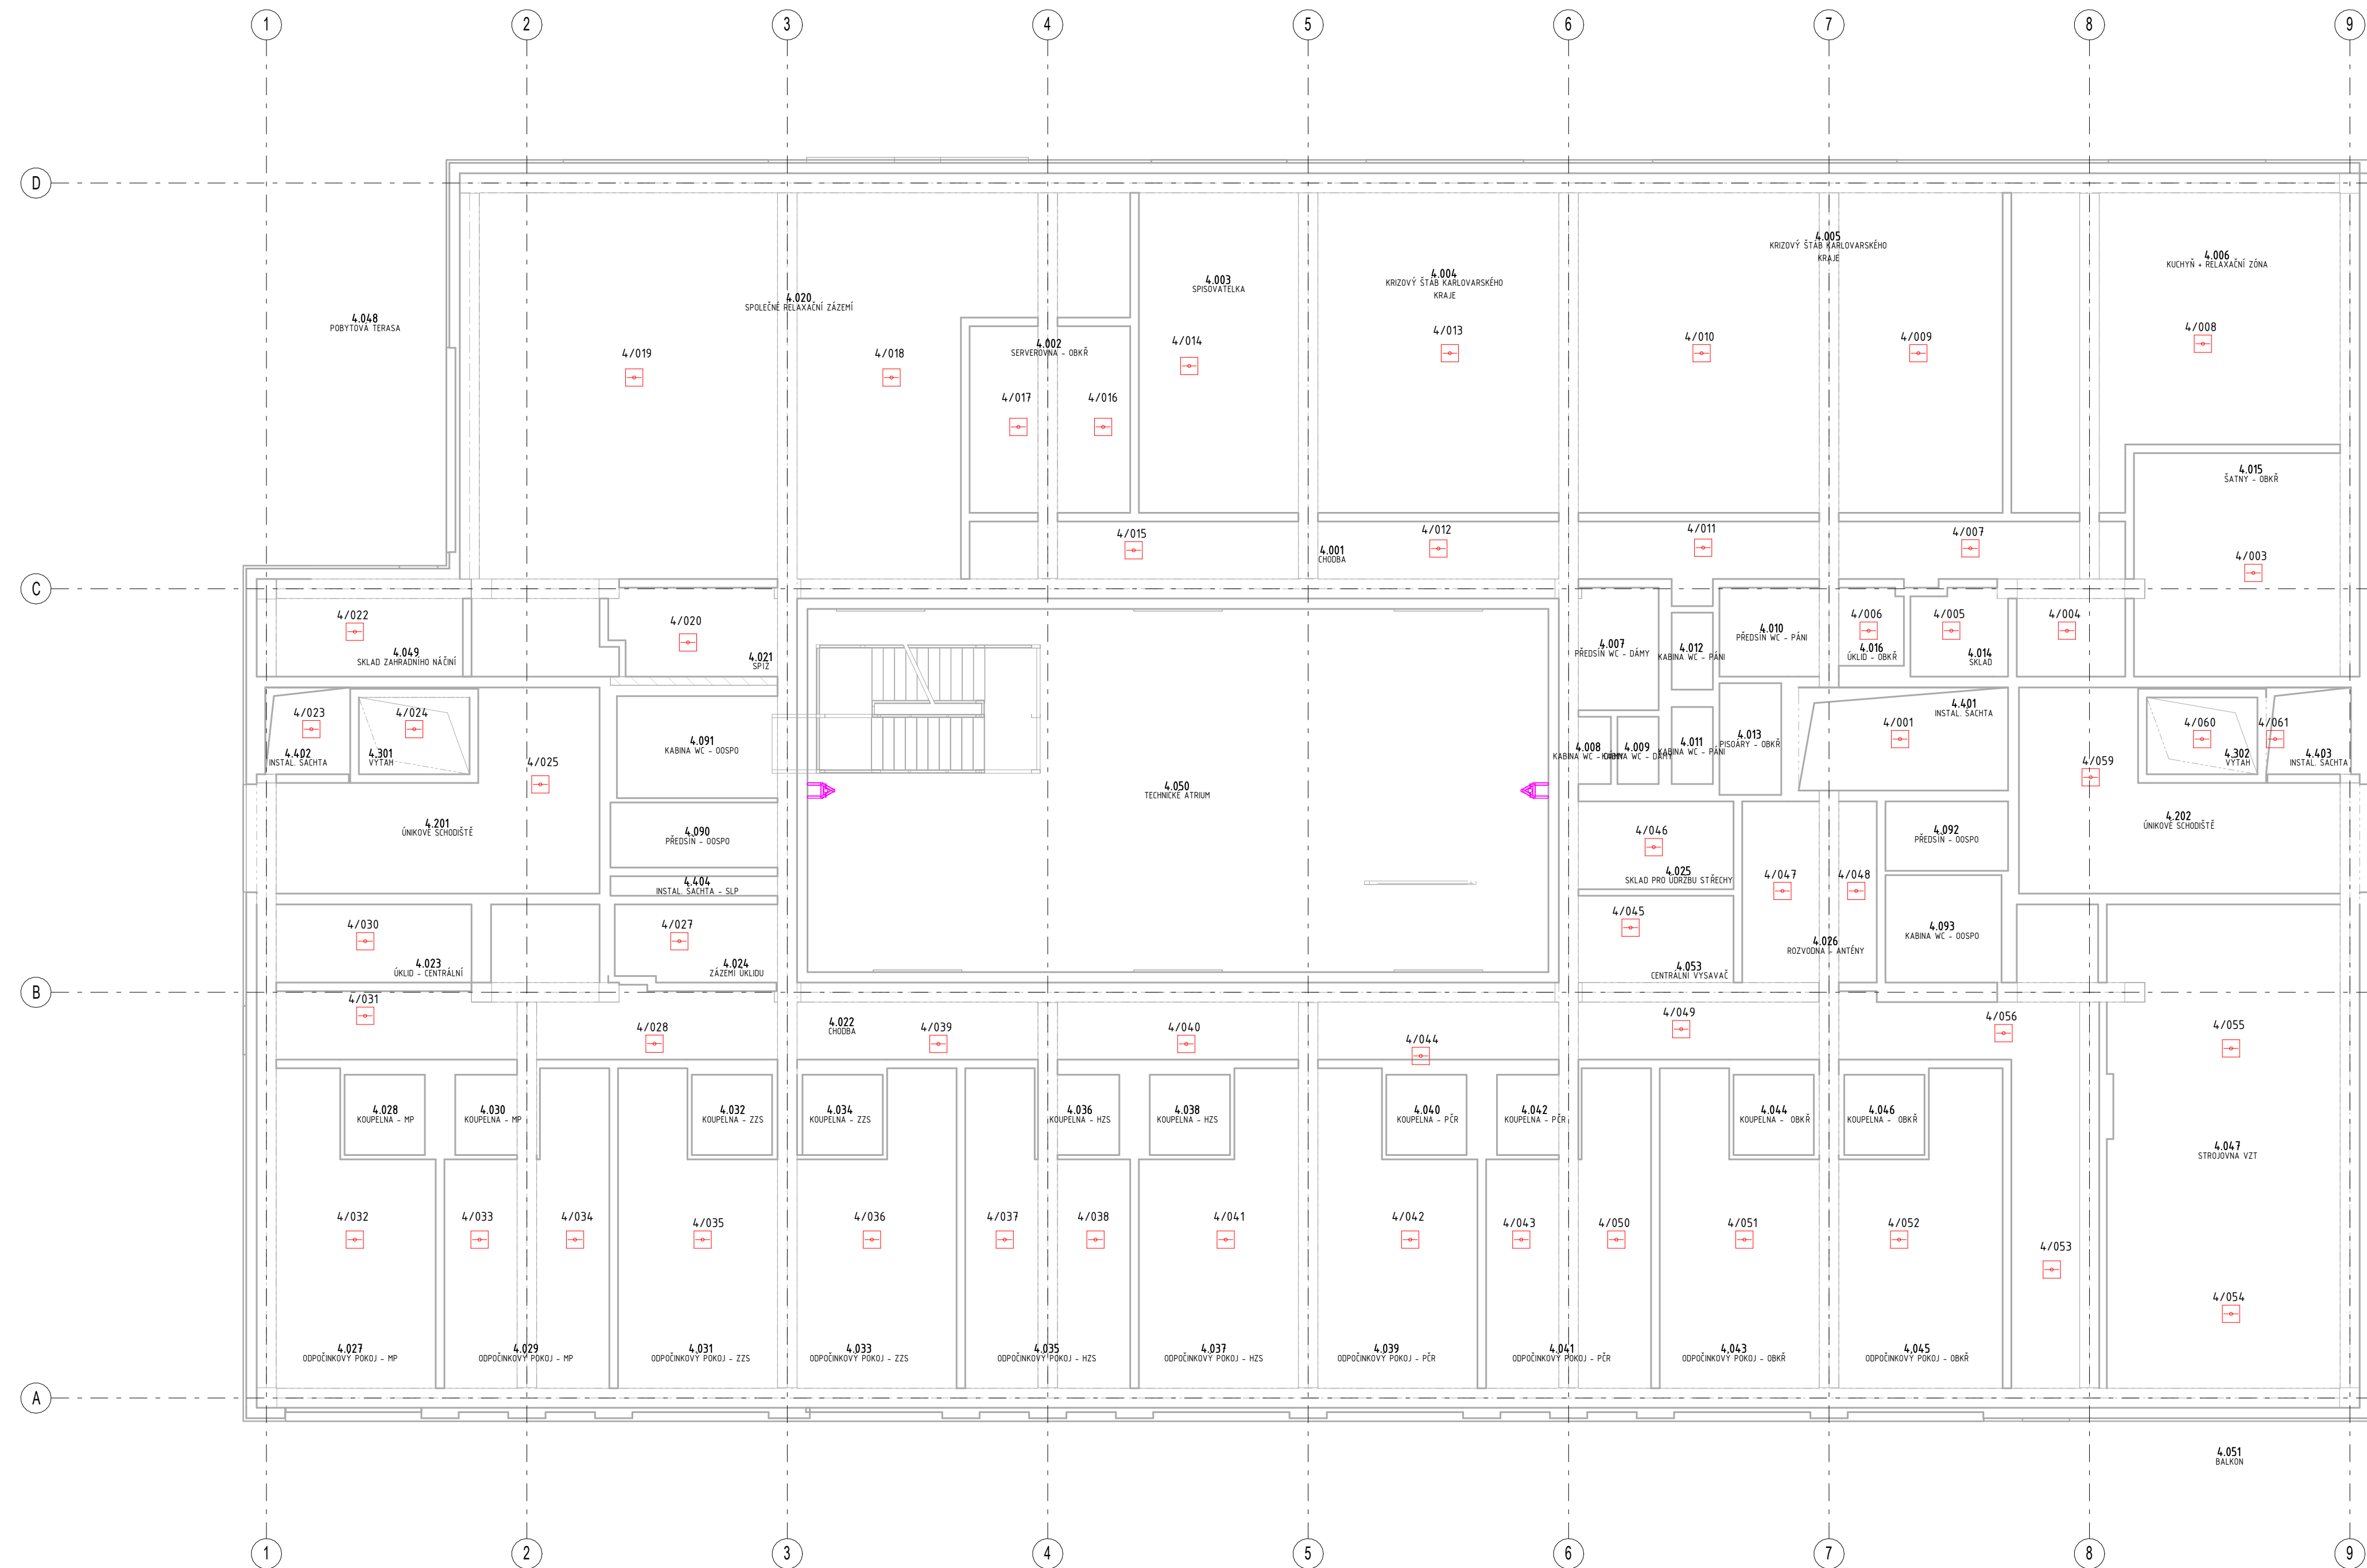 1 2 3 4 5 6 7 8 9
D
4.005
KRIZOVÝ ŠTÁB KARLOVARSKÉHO
KRAJE
4.006
KUCHYŇ + RELAXAČNÍ ZÓNA
4.003
SPISOVATELKA
4.004
KRIZOVÝ ŠTÁB KARLOVARSKÉHO
KRAJE
4.020
SPOLEČNÉ RELAXAČNÍ ZÁZEMÍ
4.048
POBYTOVÁ TERASA
4.002
SERVEROVNA - OBKŘ
4/019
4/018
4/014
4/013
4/010
4/009
4/008
4/017
4/016
4.015
ŠATNY - OBKŘ
4/015
4.001
CHODBA
4/012
4/011
4/007
4/003
C
4/022
4.049
SKLAD ZAHRADNÍHO NÁČINÍ
4/020
4.021
SPÍŽ
4.007
PŘEDSÍŇ WC - DÁMY
4.012
KABINA WC - PÁNI
4.010
PŘEDSÍŇ WC - PÁNI
4/006
4.016
ÚKLID - OBKŘ
4/005
4.014
SKLAD
4/004
4/023
4.402
INSTAL. ŠACHTA
4/024
4.301
VÝTAH
4/025
4.091
KABINA WC - OOSPO
4.008
KABINA WC - DÁMY
4.009
KABINA WC - DÁMY
4.011
KABINA WC - PÁNI
4.013
PISOÁRY - OBKŘ
4.401
INSTAL. ŠACHTA
4/001
4/059
4/060
4.302
VÝTAH
4/061
4.403
INSTAL. ŠACHTA
4.050
TECHNICKÉ ATRIUM
4.201
ÚNIKOVÉ SCHODIŠTĚ
4.090
PŘEDSÍŇ - OOSPO
4/046
4.025
SKLAD PRO ÚDRŽBU STŘECHY
4.092
PŘEDSÍŇ - OOSPO
4.202
ÚNIKOVÉ SCHODIŠTĚ
4.404
INSTAL. ŠACHTA - SLP
4/047
4/048
4/030
4.023
ÚKLID - CENTRÁLNÍ
4/027
4.024
ZÁZEMÍ ÚKLIDU
4/045
4.053
CENTRÁLNÍ VYSAVAČ
4.026
ROZVODNA - ANTÉNY
4.093
KABINA WC - OOSPO
B
4/031
4/028
4.022
CHODBA
4/039
4/040
4/044
4/049
4/056
4/055
4.028
KOUPELNA - MP
4.030
KOUPELNA - MP
4.032
KOUPELNA - ZZS
4.034
KOUPELNA - ZZS
4.036
KOUPELNA - HZS
4.038
KOUPELNA - HZS
4.040
KOUPELNA - PČR
4.042
KOUPELNA - PČR
4.044
KOUPELNA - OBKŘ
4.046
KOUPELNA - OBKŘ
4.047
STROJOVNA VZT
4/032
4/033
4/034
4/035
4/036
4/037
4/038
4/041
4/042
4/043
4/050
4/051
4/052
4/053
4/054
4.027
ODPOČINKOVÝ POKOJ - MP
4.029
ODPOČINKOVÝ POKOJ - MP
4.031
ODPOČINKOVÝ POKOJ - ZZS
4.033
ODPOČINKOVÝ POKOJ - ZZS
4.035
ODPOČINKOVÝ POKOJ - HZS
4.037
ODPOČINKOVÝ POKOJ - HZS
4.039
ODPOČINKOVÝ POKOJ - PČR
4.041
ODPOČINKOVÝ POKOJ - PČR
4.043
ODPOČINKOVÝ POKOJ - OBKŘ
4.045
ODPOČINKOVÝ POKOJ - OBKŘ
A
4.051
BALKON
1 2 3 4 5 6 7 8 9